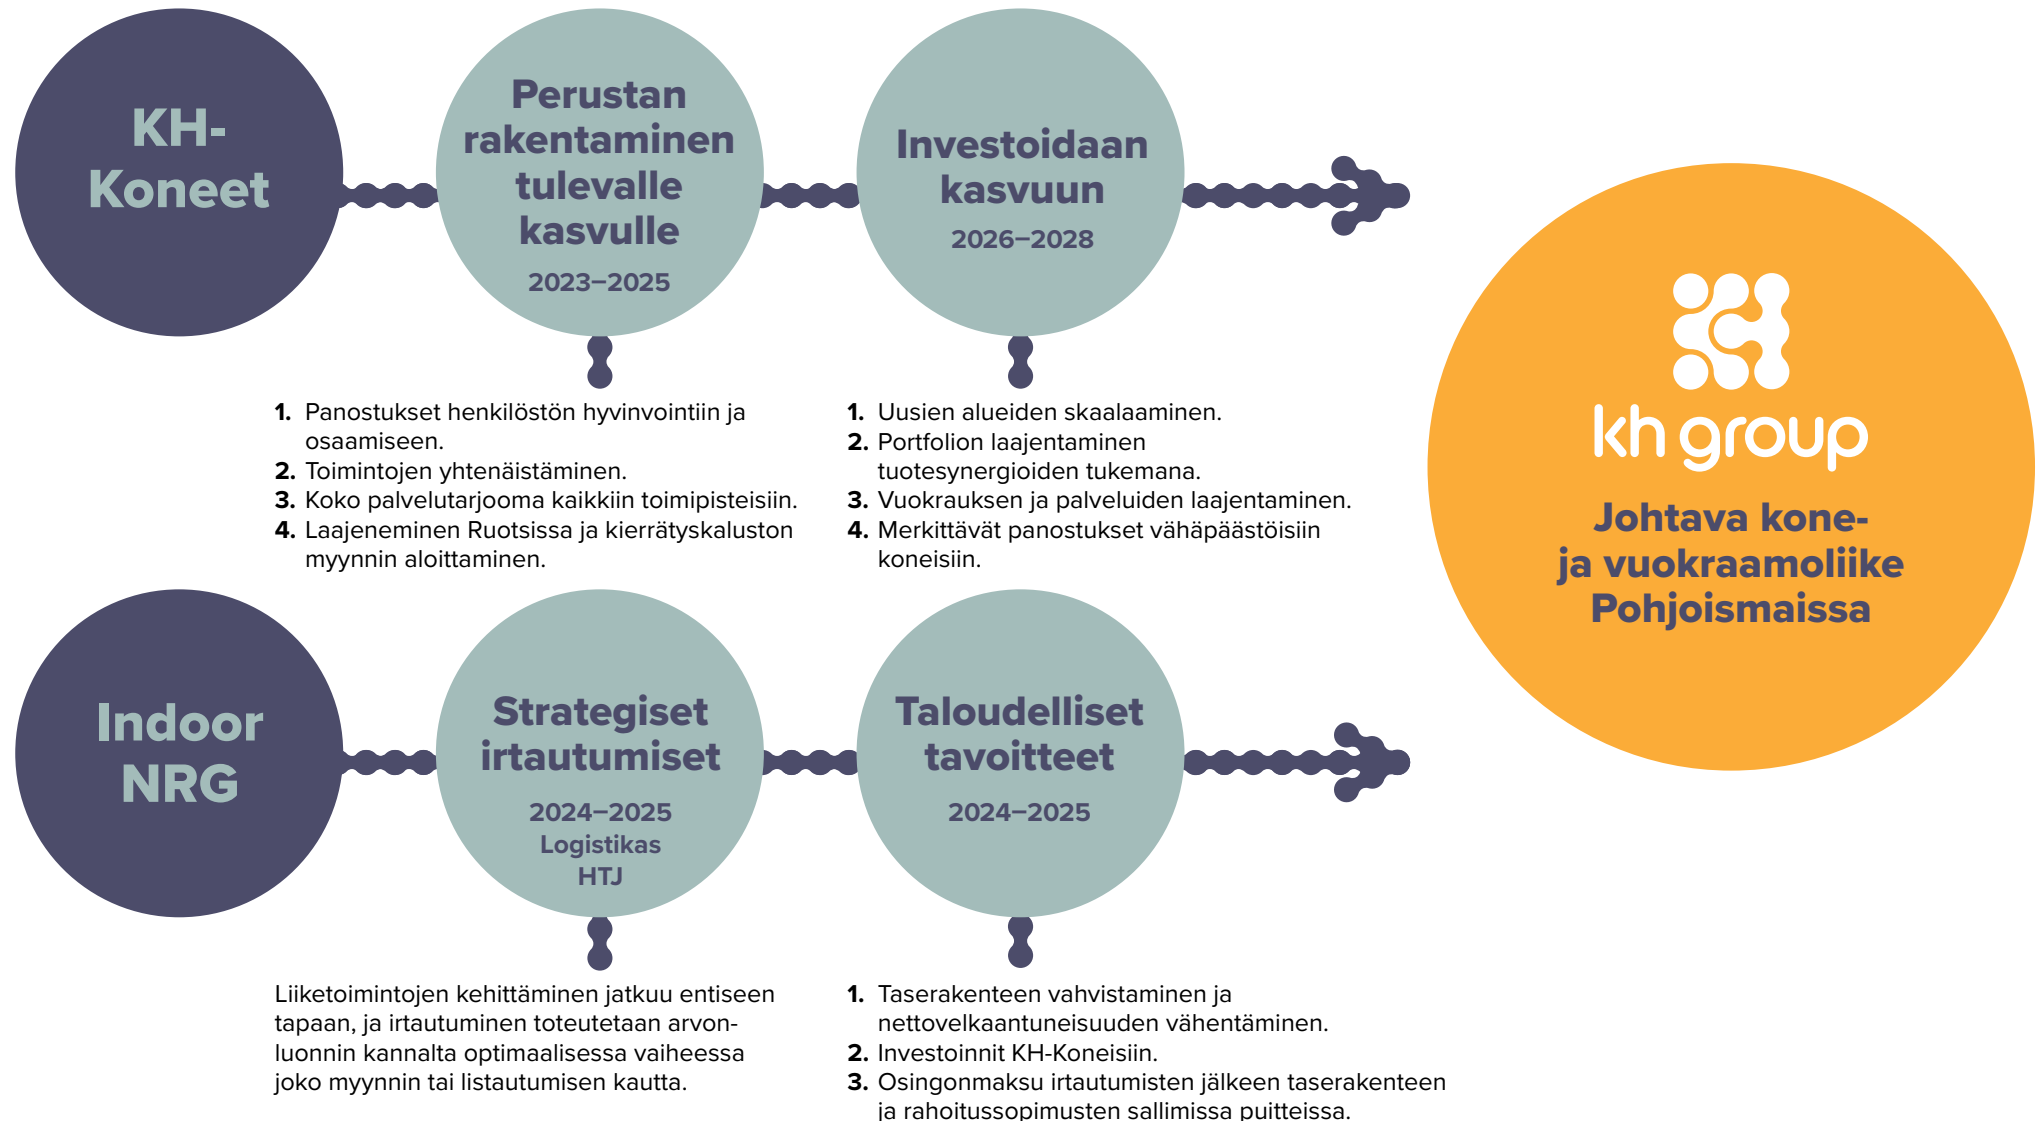 KH-
Koneet
Perustan
rakentaminen
tulevalle
kasvulle
2023–2025
Investoidaan
kasvuun
2026–2028
1. Panostukset henkilöstön hyvinvointiin ja
osaamiseen.
2. Toimintojen yhtenäistäminen.
3. Koko palvelutarjooma kaikkiin toimipisteisiin.
4. Laajeneminen Ruotsissa ja kierrätyskaluston
myynnin aloittaminen.
1. Uusien alueiden skaalaaminen.
2. Portfolion laajentaminen
tuotesynergioiden tukemana.
3. Vuokrauksen ja palveluiden laajentaminen.
4. Merkittävät panostukset vähäpäästöisiin
koneisiin.
kh group
Johtava kone-
ja vuokraamoliike
Pohjoismaissa
Indoor
NRG
Strategiset
irtautumiset
2024–2025
Logistikas
HTJ
Taloudelliset
tavoitteet
2024–2025
Liiketoimintojen kehittäminen jatkuu entiseen
tapaan, ja irtautuminen toteutetaan arvon-
luonnin kannalta optimaalisessa vaiheessa
joko myynnin tai listautumisen kautta.
1. Taserakenteen vahvistaminen ja
nettovelkaantuneisuuden vähentäminen.
2. Investoinnit KH-Koneisiin.
3. Osingonmaksu irtautumisten jälkeen taserakenteen
ja rahoitussopimusten sallimissa puitteissa.